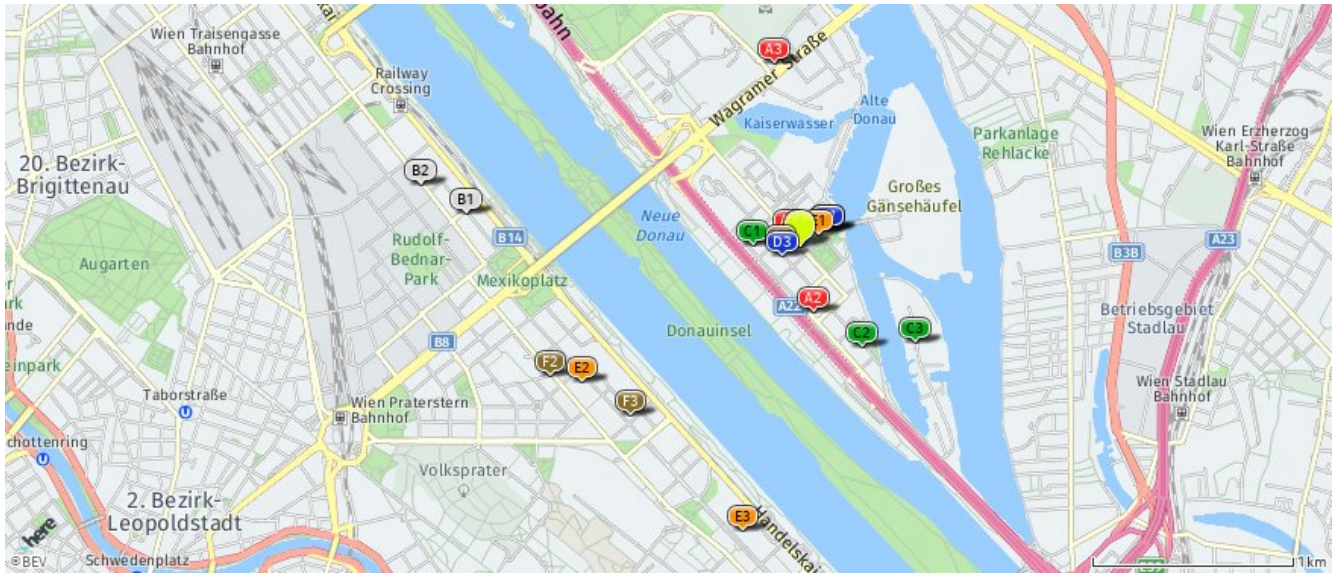 bahn
Wien Traisengasse
Bahnhof
A3
Wagramer Straße
Railway
Crossing
Kaiserwasser
Alte
Donau
Parkanlage
Rehlacke
Wien Erzherzog
Karl-Straße
Bahnhof
20. Bezirk-
Brigittenau
B2
B1
Großes
Gänsehäufel
Neue
Donau
C1
E1
D3
B14
A23
B3B
Augarten
Rudolf-
Bednar-
Park
Mexikoplatz
A22
A2
Donauinsel
C2
C3
Betriebsgebiet
Stadlau
B8
F2
E2
F3
Taborstraße
Wien Praterstern
Bahnhof
Wien Stadlau
Bahnhof
chottenring
Volksprater
2. Bezirk-
Leopoldstadt
E3
Handelskai
here
©BEV
Schwedenplatz
1km